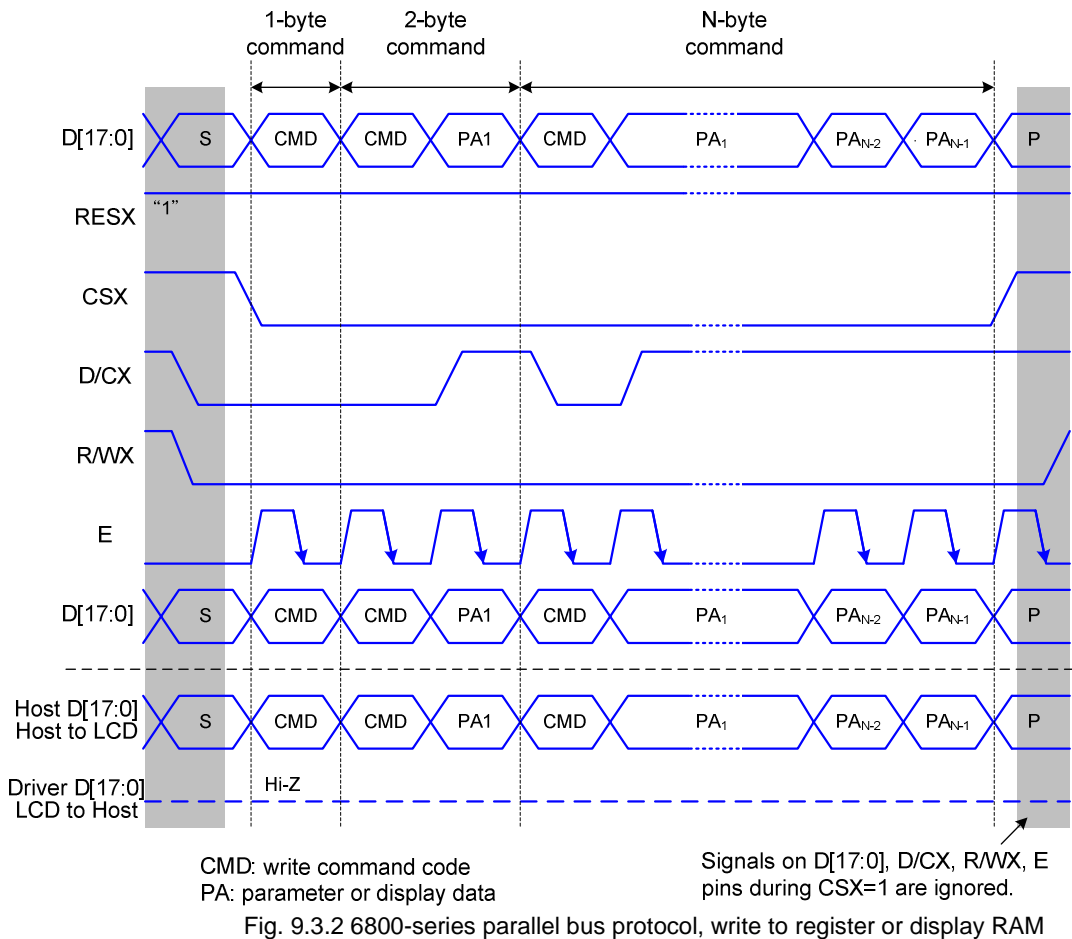 1-byte command
2-byte command
N-byte command
D[17:0] S CMD CMD PA1 CMD PA1 PAN-2 PAN-1 P
RESX "1"
CSX
D/CX
R/WX
E
D[17:0] S CMD CMD PA1 CMD PA1 PAN-2 PAN-1 P
Host D[17:0]
Host to LCD
S CMD CMD PA1 CMD PA1 PAN-2 PAN-1 P
Driver D[17:0]
LCD to Host
Hi-Z
CMD: write command code
PA: parameter or display data
Signals on D[17:0], D/CX, R/WX, E
pins during CSX=1 are ignored.
Fig. 9.3.2 6800-series parallel bus protocol, write to register or display RAM